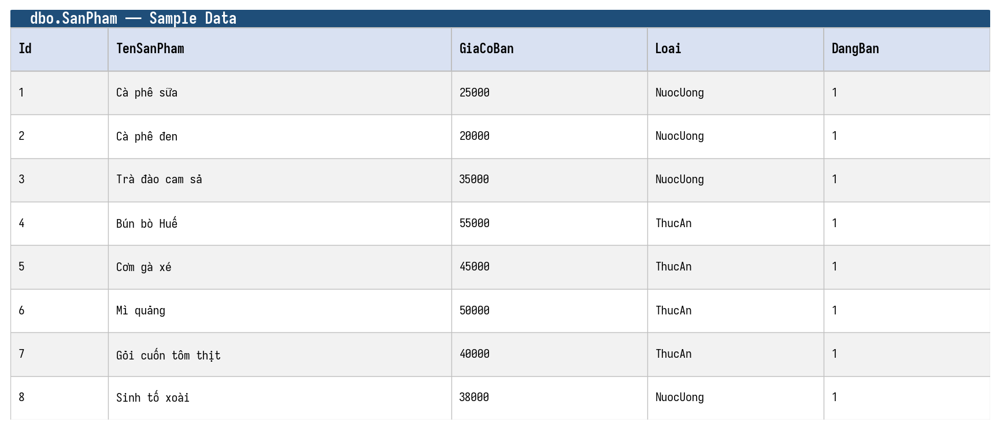 dbo.SanPham — Sample Data
Id TenSanPham GiaCoBan Loai DangBan
1 Cà phê sữa 25000 NuocUong 1
2 Cà phê đen 20000 NuocUong 1
3 Trà đào cam sả 35000 NuocUong 1
4 Bún bò Huế 55000 ThucAn 1
5 Cơm gà xé 45000 ThucAn 1
6 Mì quảng 50000 ThucAn 1
7 Gỏi cuốn tôm thịt 40000 ThucAn 1
8 Sinh tố xoài 38000 NuocUong 1